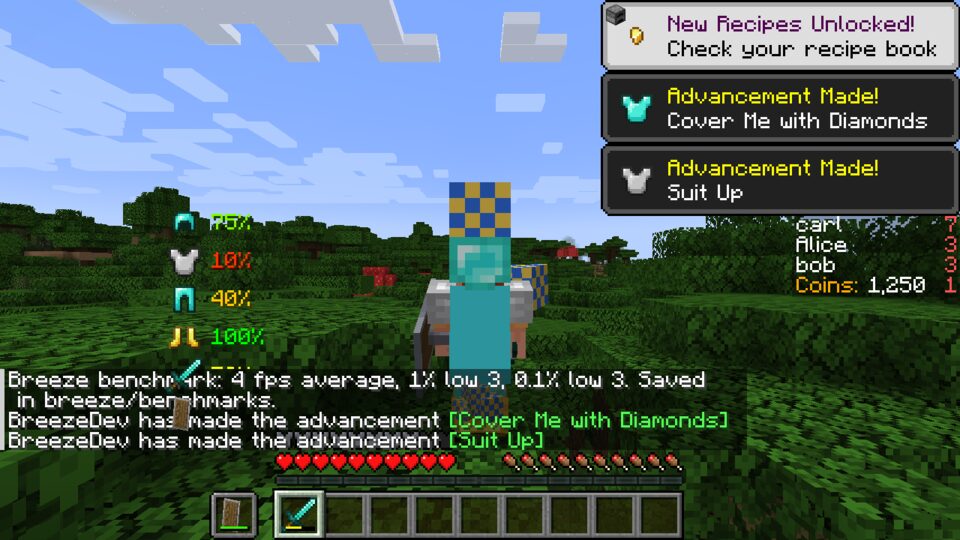 New Recipes Unlocked!
Check your recipe book
Advancement Made!
Cover Me with Diamonds
Advancement Made!
Suit Up
carl 7
Alice 3
bob 3
Coins: 1,250 1
75%
10%
40%
100%
Breeze benchmark: 4 fps average, 1% low 3, 0.1% low 3. Saved
in breeze/benchmarks.
BreezeDev has made the advancement [Cover Me with Diamonds]
BreezeDev has made the advancement [Suit Up]